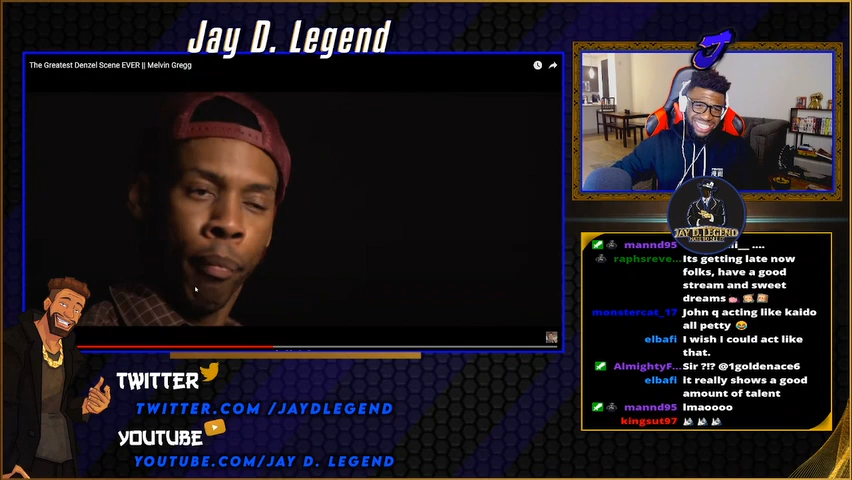 Jay D. Legend
The Greatest Denzel Scene EVER || Melvin Gregg
J
JAY D. LEGEND
mannd95 ....
raphsreve... Its getting late now
folks, have a good
stream and sweet
dreams
monstercat_17 John q acting like kaido
all petty
elbafi I wish I could act like
that.
AlmightyF... Sir ?!? @1goldenace6
elbafi it really shows a good
amount of talent
mannd95 lmaoooo
kingsut97
TWITTER
TWITTER.COM /JAYDLEGEND
YOUTUBE
YOUTUBE.COM/JAY D. LEGEND